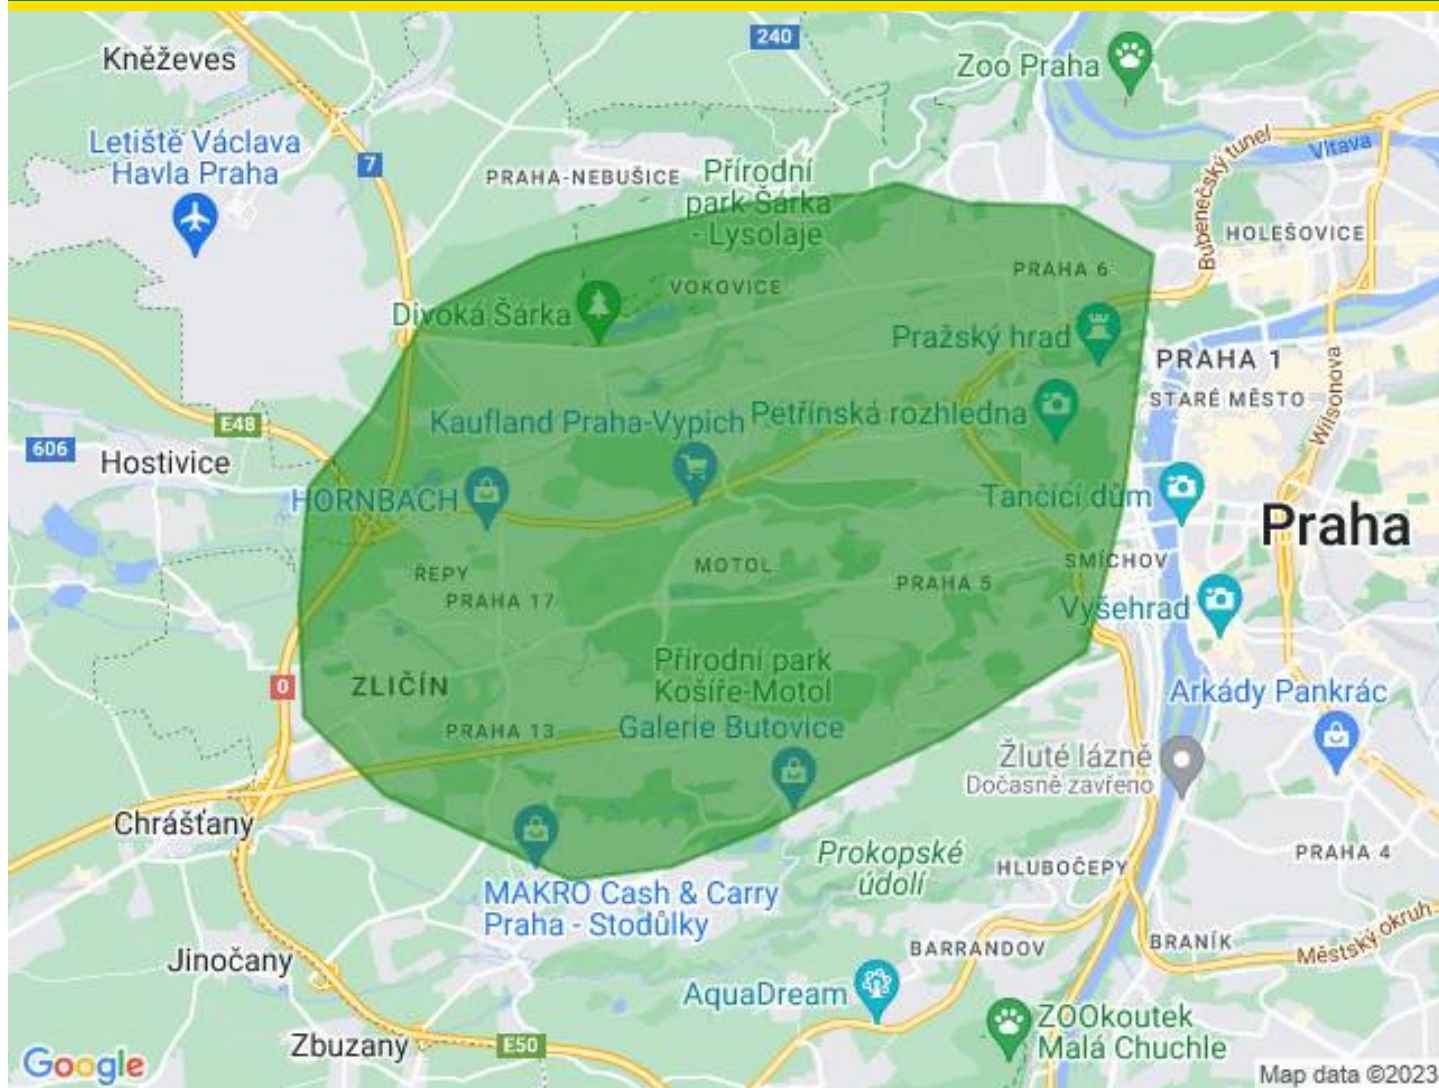 240
Kněževes
Zoo Praha
Letiště Václava
Havla Praha
7
PRAHA-NEBUŠICE
Přírodní
park Šárka
- Lysolaje
Bubenečský tunel
Vltava
HOLEŠOVICE
PRAHA 6
VOKOVICE
Divoká Šárka
Pražský hrad
PRAHA 1
STARÉ MĚSTO
Wilsonova
E48
Kaufland Praha-Vypich
Petřínská rozhledna
606
Hostivice
HORNBACH
Tančící dům
Praha
ŘEPY
MOTOL
SMÍCHOV
PRAHA 17
PRAHA 5
Vyšehrad
Přírodní park
Košíře-Motol
0
ZLIČÍN
Arkády Pankrác
PRAHA 13
Galerie Butovice
Žluté lázně
Dočasně zavřeno
Chrášťany
Prokopské
údolí
HLUBOČEPY
PRAHA 4
MAKRO Cash & Carry
Praha - Stodůlky
Jinočany
BARRANDOV
BRANÍK
Městský okruh
AquaDream
ZOOkoutek
Malá Chuchle
Zbuzany
E50
Google
Map data ©2023